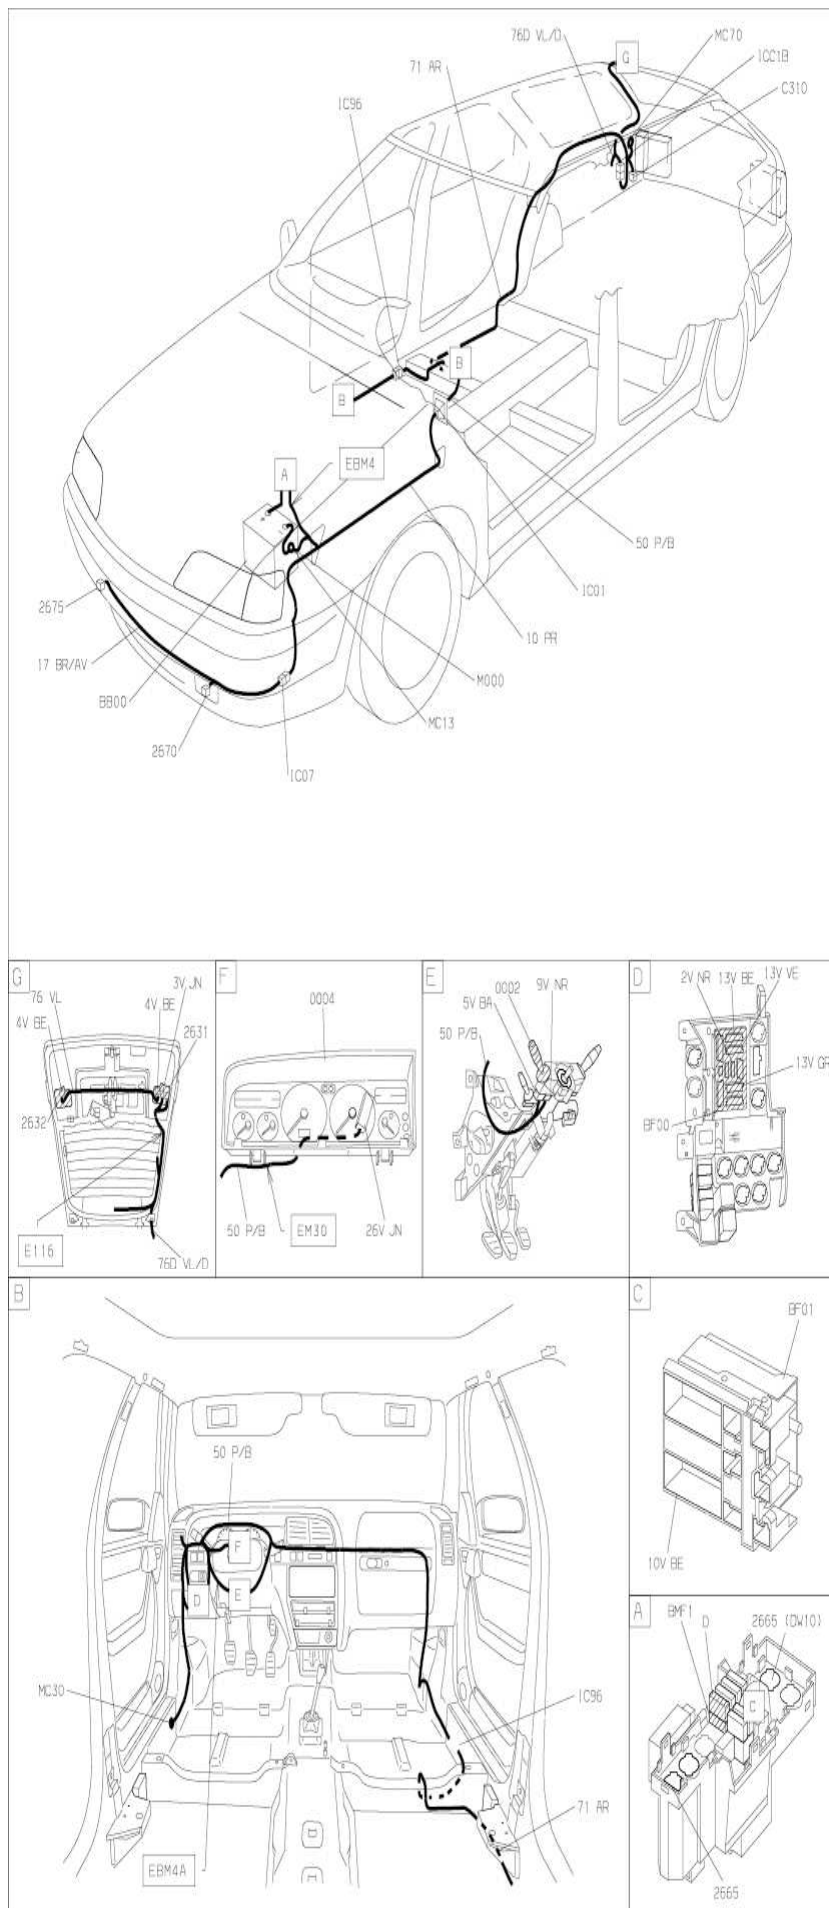 76D VL/D
MC70
G
ICC1B
71 AR
C310
IC96
B
B
A
EBM4
50 P/B
2675
IC01
17 BR/AV
10 PR
BB00
M000
MC13
2670
IC07
G
F
E
D
76 VL
3V JN
4V BE
4V BE
2631
2632
E116
76D VL/D
0004
50 P/B
EM30
26V JN
0002
9V NR
5V BA
50 P/B
2V NR
13V BE
13V VE
13V GR
BF00
B
C
50 P/B
F
E
D
MC30
IC96
71 AR
EBM4A
BF01
10V BE
A
BMF1
D
2665 (DW10)
C
2665